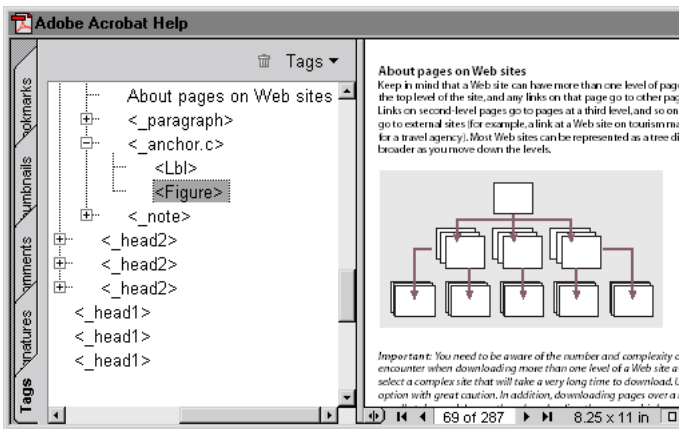 Adobe Acrobat Help
Tags
About pages on Web sites
<_paragraph>
<_anchor.c>
<Lbl>
<Figure>
<_note>
<_head2>
<_head2>
<_head2>
<_head1>
<_head1>
<_head1>
okmarks
umbnails
omments
gnatures
Tags
About pages on Web sites
Keep in mind that a Web site can have more than one level of page
the top level of the site, and any links on that page go to other pag
Links on second-level pages go to pages at a third level, and so on
go to external sites (for example, a link at a Web site on tourism ma
for a travel agency). Most Web sites can be represented as a tree di
broader as you move down the levels.
Important: You need to be aware of the number and complexity o
encounter when downloading more than one level of a Web site a
select a complex site that will take a very long time to download. U
option with great caution. In addition, downloading pages over a
69 of 287
8.25 x 11 in